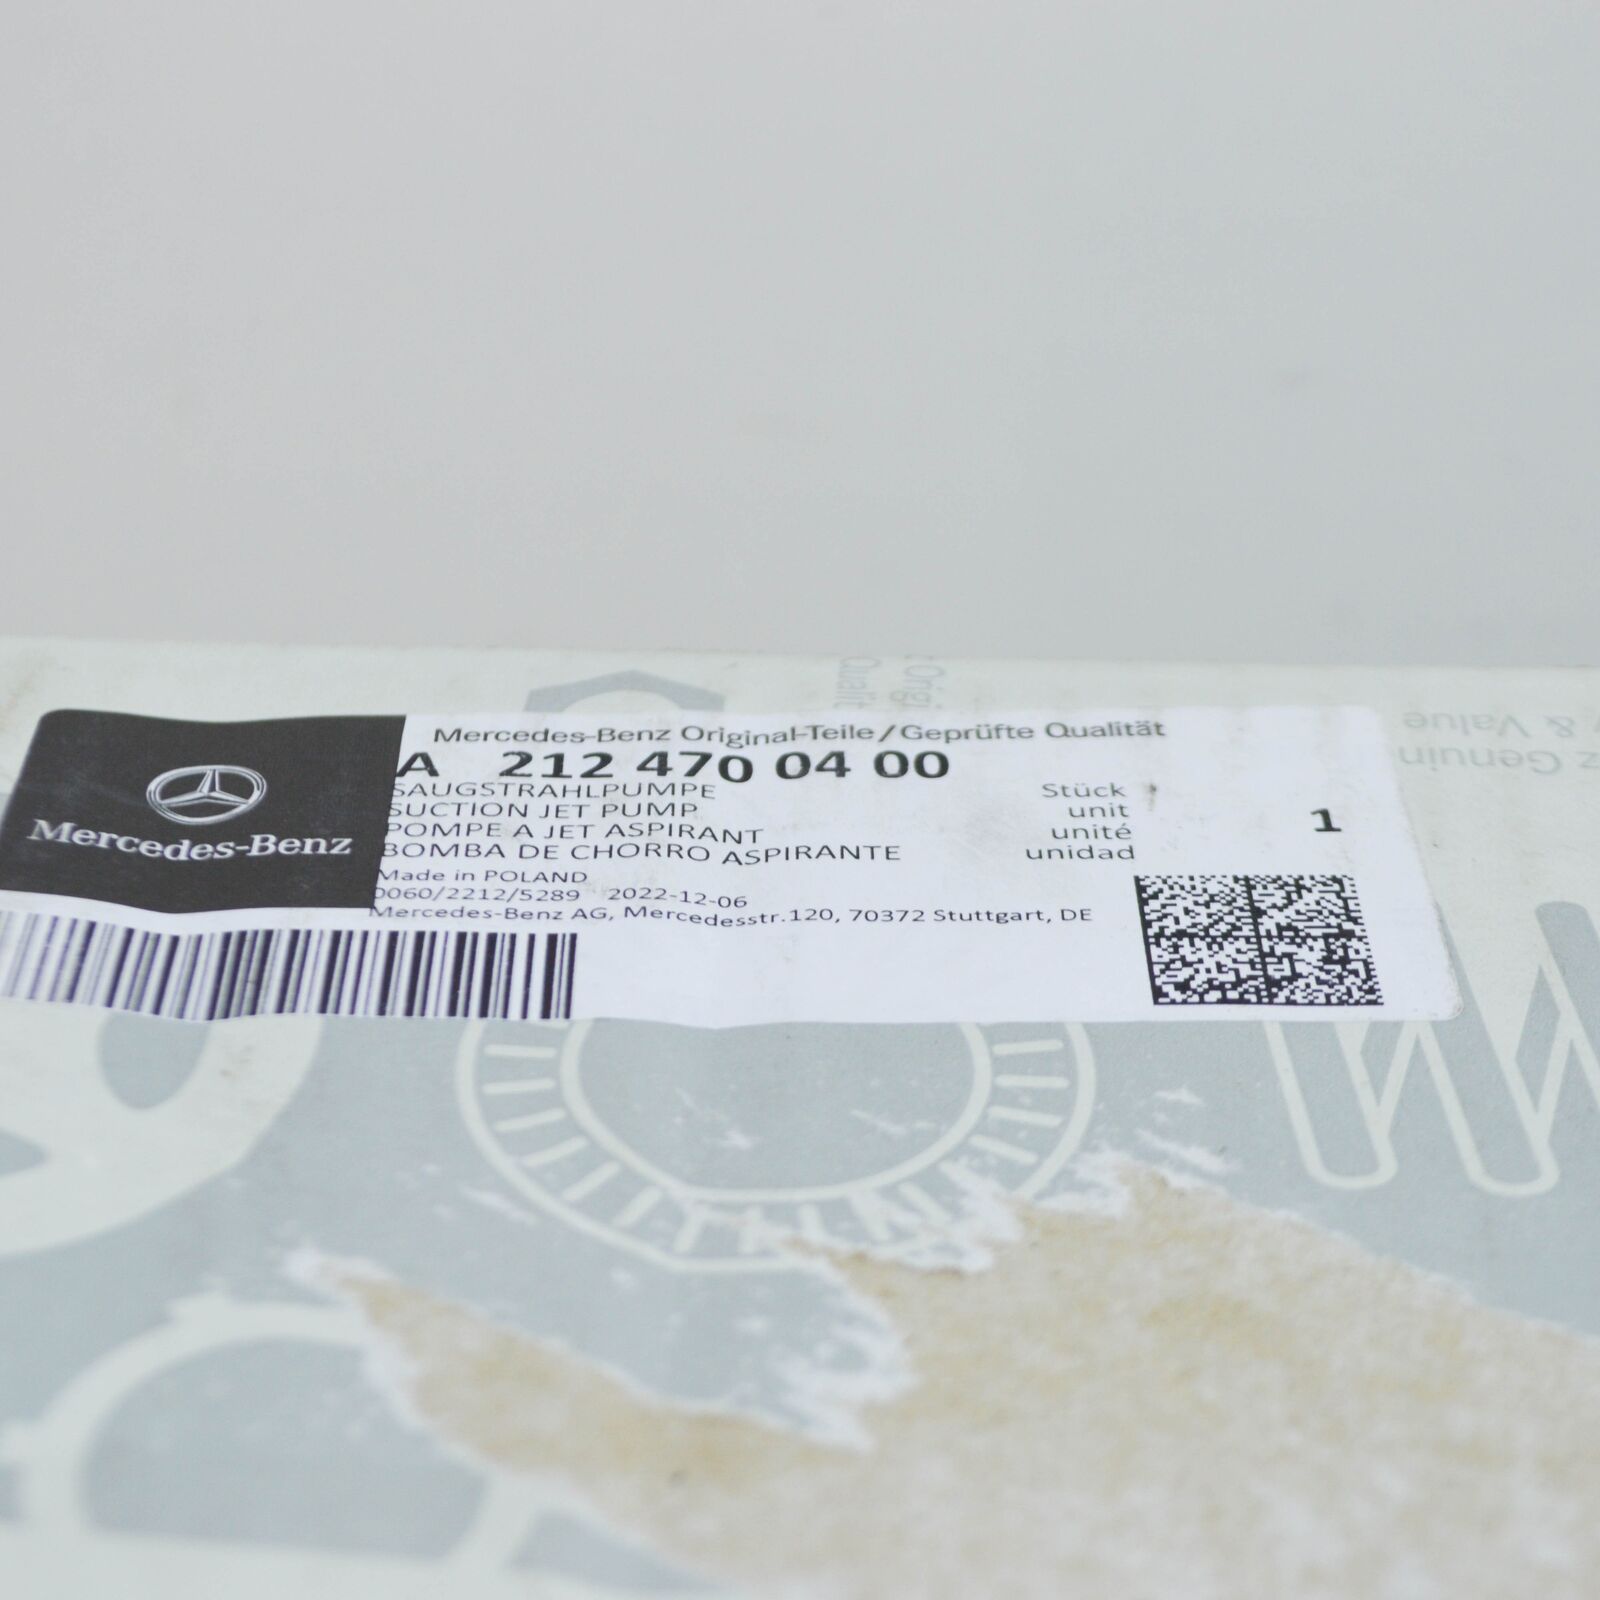 Mercedes-Benz Original-Teile/Geprüfte Qualität
A 212 470 04 00
SAUGSTRAHLPUMPE
SUCTION JET PUMP
POMPE A JET ASPIRANT
BOMBA DE CHORRO ASPIRANTE
Stück
unit
unité
unidad
1
Made in POLAND
0060/2212/5289 2022-12-06
Mercedes-Benz AG, Mercedesstr.120, 70372 Stuttgart, DE
Mercedes-Benz
& Value